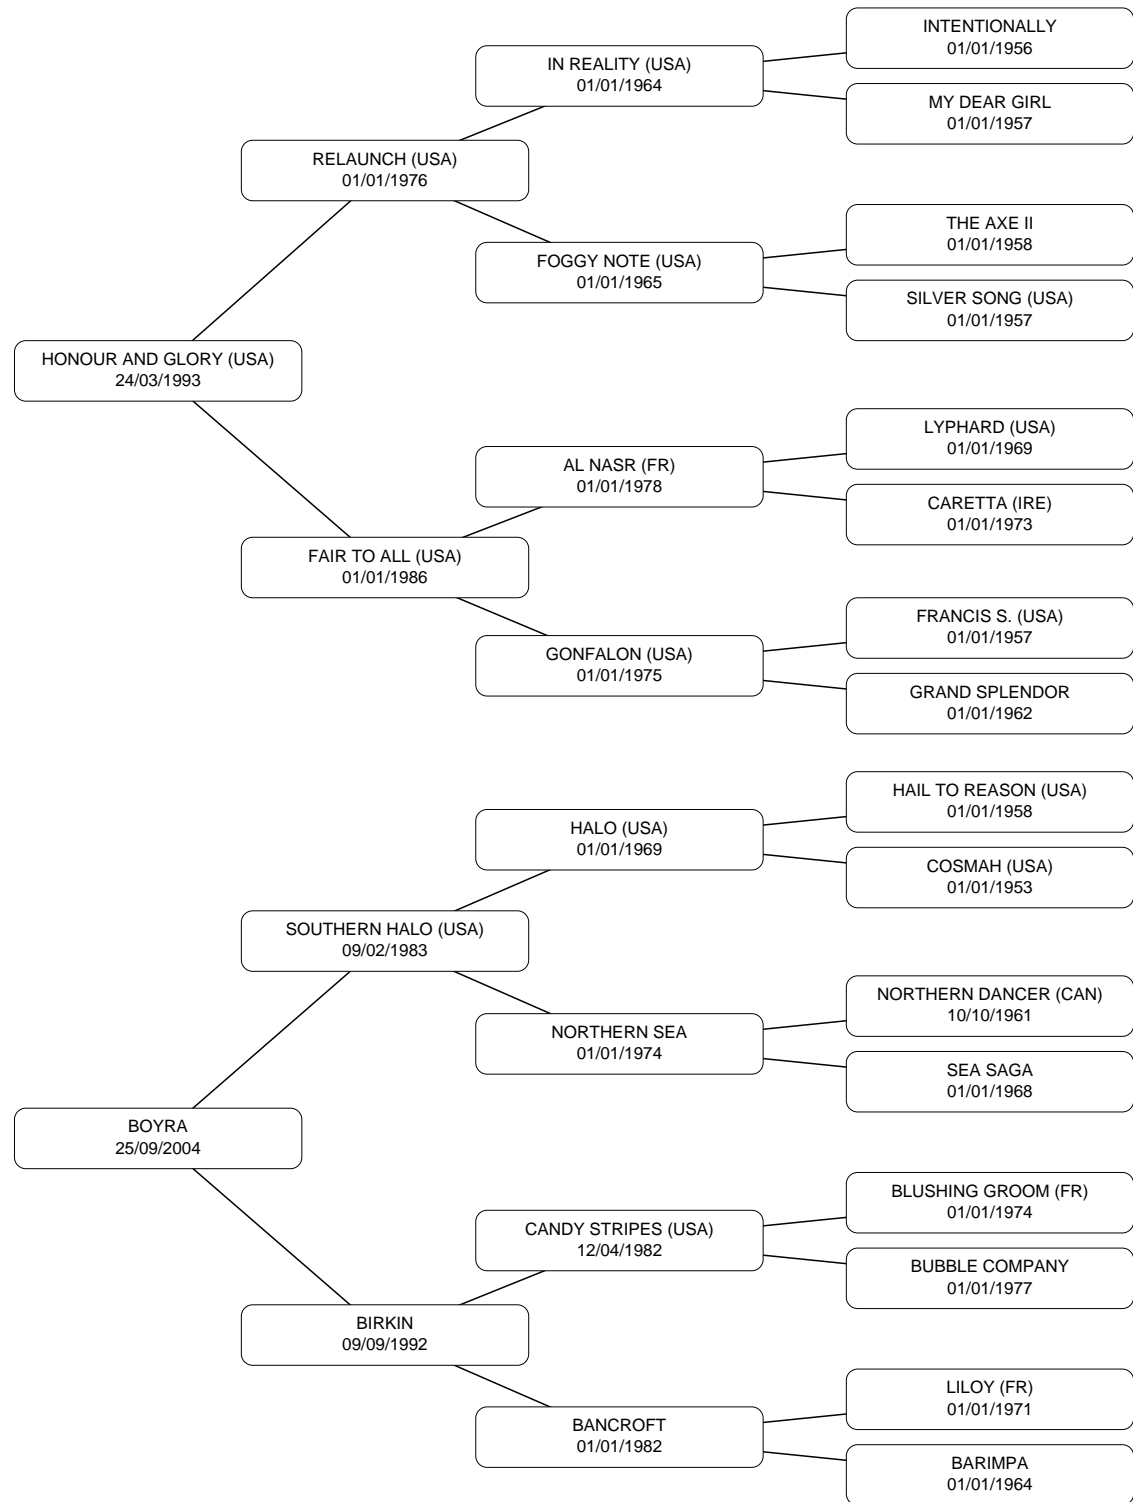 INTENTIONALLY
01/01/1956
IN REALITY (USA)
01/01/1964
MY DEAR GIRL
01/01/1957
RELAUNCH (USA)
01/01/1976
THE AXE II
01/01/1958
FOGGY NOTE (USA)
01/01/1965
SILVER SONG (USA)
01/01/1957
HONOUR AND GLORY (USA)
24/03/1993
LYPHARD (USA)
01/01/1969
AL NASR (FR)
01/01/1978
CARETTA (IRE)
01/01/1973
FAIR TO ALL (USA)
01/01/1986
FRANCIS S. (USA)
01/01/1957
GONFALON (USA)
01/01/1975
GRAND SPLENDOR
01/01/1962
HAIL TO REASON (USA)
01/01/1958
HALO (USA)
01/01/1969
COSMAH (USA)
01/01/1953
SOUTHERN HALO (USA)
09/02/1983
NORTHERN DANCER (CAN)
10/10/1961
NORTHERN SEA
01/01/1974
SEA SAGA
01/01/1968
BOYRA
25/09/2004
BLUSHING GROOM (FR)
01/01/1974
CANDY STRIPES (USA)
12/04/1982
BUBBLE COMPANY
01/01/1977
BIRKIN
09/09/1992
LILOY (FR)
01/01/1971
BANCROFT
01/01/1982
BARIMPA
01/01/1964